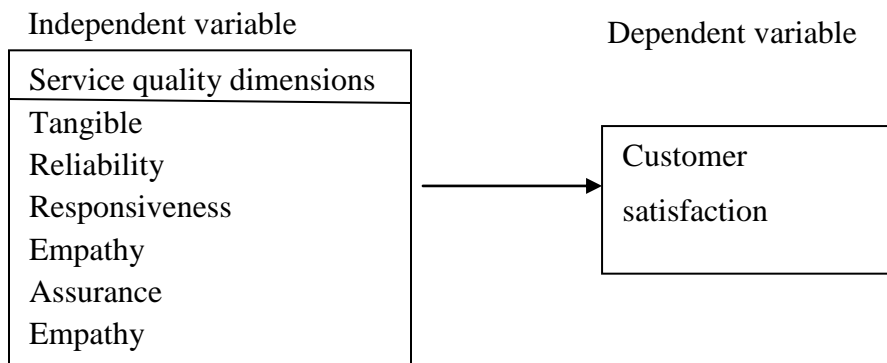 Independent variable
Dependent variable
Service quality dimensions
Tangible
Reliability
Responsiveness
Empathy
Assurance
Empathy
Customer
satisfaction